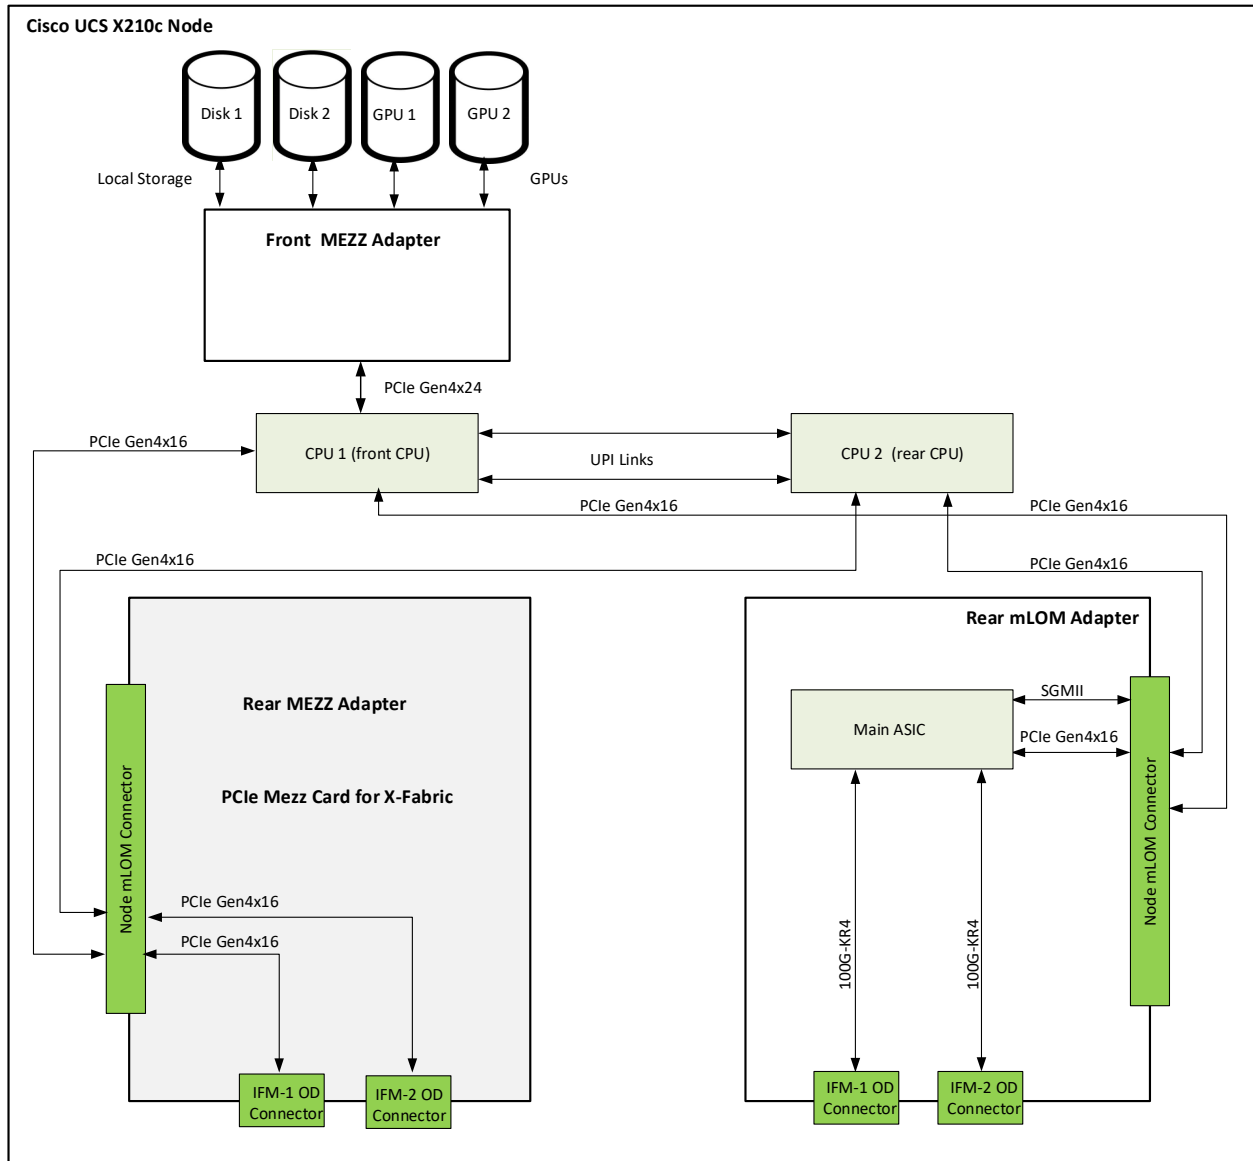 Cisco UCS X210c Node
Disk 1
Disk 2
GPU 1
GPU 2
Local Storage
GPUs
Front MEZZ Adapter
PCIe Gen4x24
PCIe Gen4x16
CPU 1 (front CPU)
UPI Links
CPU 2 (rear CPU)
PCIe Gen4x16
PCIe Gen4x16
PCIe Gen4x16
PCIe Gen4x16
Rear MEZZ Adapter
PCIe Mezz Card for X-Fabric
Node mLOM Connector
PCIe Gen4x16
PCIe Gen4x16
IFM-1 OD
Connector
IFM-2 OD
Connector
Rear mLOM Adapter
SGMII
Main ASIC
PCIe Gen4x16
Node mLOM Connector
100G-KR4
100G-KR4
IFM-1 OD
Connector
IFM-2 OD
Connector